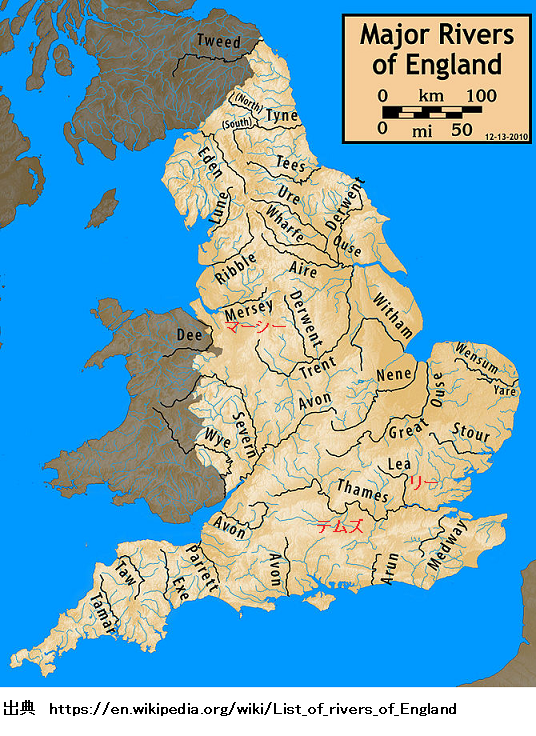 Major Rivers
of England
0 km 100
0 mi 50
12-13-2010
Tweed
(North)
(South) Tyne
Eden
Tees
Lune
Ure
Derwent
Wharfe
Ouse
Ribble
Aire
Mersey
マーシー
Derwent
Witham
Dee
Trent
Nene
Wensum
Yare
Avon
Great Ouse
Severn
Wye
Stour
Lea
リー
Thames
テムズ
Avon
Medway
Arun
Avon
Parlett
Exe
Taw
Tamar
出典 https://en.wikipedia.org/wiki/List_of_rivers_of_England